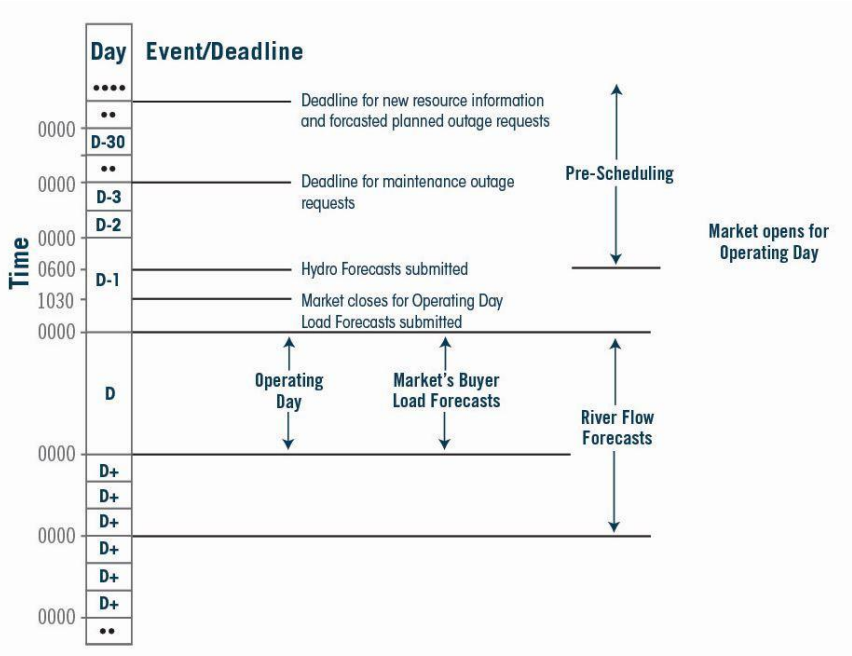 Day Event/Deadline
••••
••
Deadline for new resource information
and forcasted planned outage requests
0000
D-30
••
0000
Deadline for maintenance outage
requests
Pre-Scheduling
D-3
D-2
0000
Market opens for
Operating Day
Time
0600
D-1
Hydro Forecasts submitted
1030
Market closes for Operating Day
Load Forecasts submitted
0000
Operating
Day
Market's Buyer
Load Forecasts
D
River Flow
Forecasts
0000
D+
D+
D+
0000
D+
D+
D+
0000
••